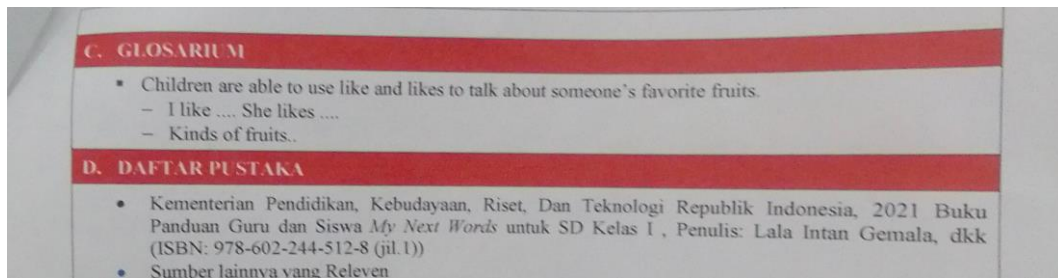 C. GLOSARIUM
▪ Children are able to use like and likes to talk about someone's favorite fruits.
– I like .... She likes ....
– Kinds of fruits..
D. DAFTAR PUSTAKA
• Kementerian Pendidikan, Kebudayaan, Riset, Dan Teknologi Republik Indonesia, 2021 Buku
Panduan Guru dan Siswa My Next Words untuk SD Kelas I , Penulis: Lala Intan Gemala, dkk
(ISBN: 978-602-244-512-8 (jil.1))
• Sumber lainnya yang Releven